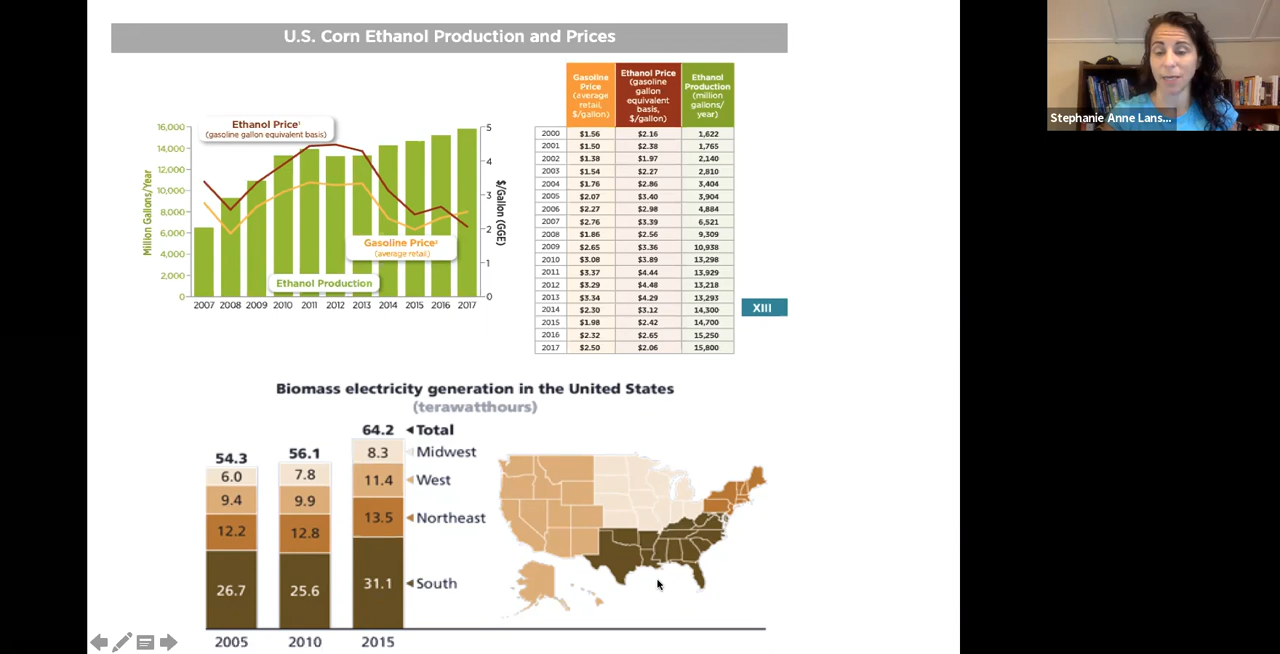 U.S. Corn Ethanol Production and Prices
Stephanie Anne Lans...
Ethanol Price¹
(gasoline gallon equivalent basis)
Million Gallons/Year
16,000
14,000
12,000
10,000
8,000
6,000
4,000
2,000
0
5
4
3
2
1
0
$/Gallon (GGE)
Gasoline Price²
(average retail)
Ethanol Production
2007 2008 2009 2010 2011 2012 2013 2014 2015 2016 2017
Gasoline
Price
(average
retail,
$/gallon)
Ethanol Price
(gasoline
gallon
equivalent
basis,
$/gallon)
Ethanol
Production
(million
gallons/
year)
2000 $1.56 $2.16 1,622
2001 $1.50 $2.38 1,765
2002 $1.38 $1.97 2,140
2003 $1.54 $2.27 2,810
2004 $1.76 $2.86 3,404
2005 $2.07 $3.40 3,904
2006 $2.27 $2.98 4,884
2007 $2.76 $3.39 6,521
2008 $1.86 $2.56 9,309
2009 $2.65 $3.36 10,938
2010 $3.08 $3.89 13,298
2011 $3.37 $4.44 13,929
2012 $3.29 $4.48 13,218
2013 $3.34 $4.29 13,293
2014 $2.30 $3.12 14,300
2015 $1.98 $2.42 14,700
2016 $2.32 $2.65 15,250
2017 $2.50 $2.06 15,800
XIII
Biomass electricity generation in the United States
(terawatthours)
54.3
6.0
9.4
12.2
26.7
2005
56.1
7.8
9.9
12.8
25.6
2010
64.2 Total
8.3 Midwest
11.4 West
13.5 Northeast
31.1 South
2015